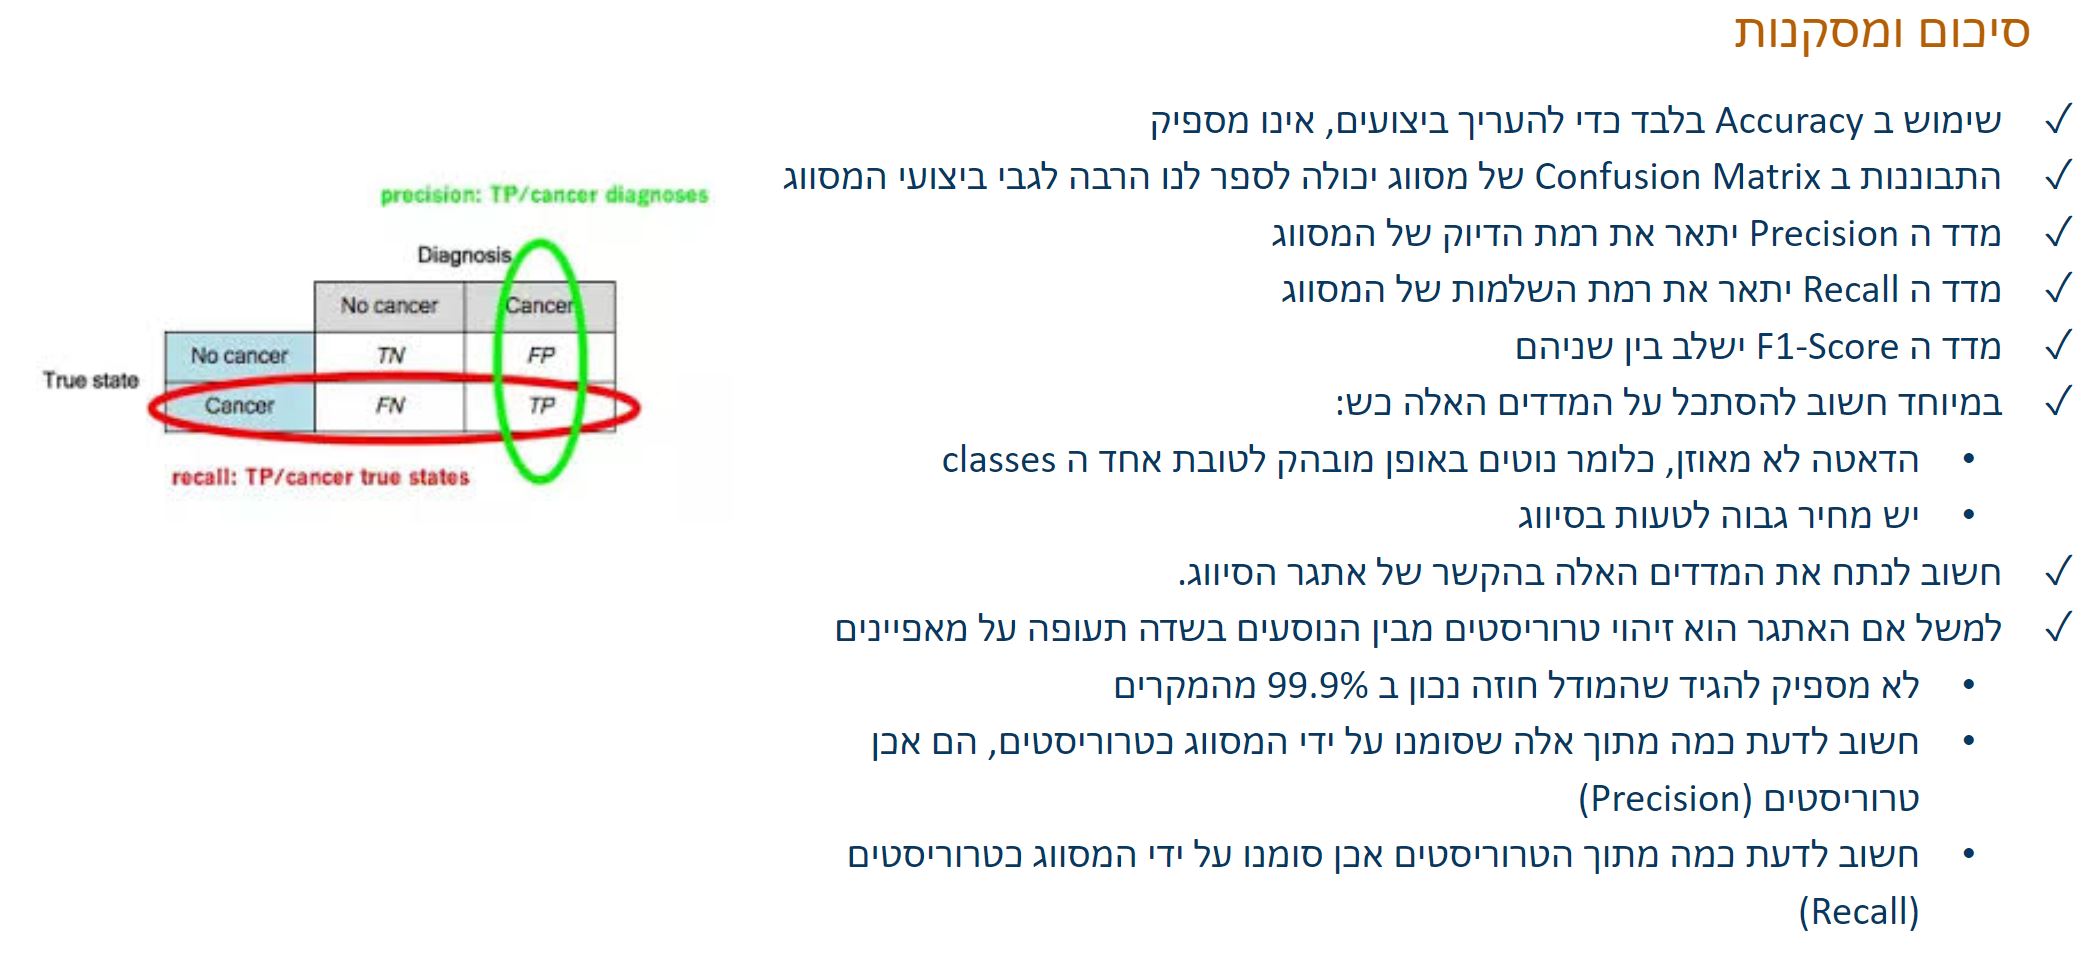 סיכום ומסקנות
✓ שימוש ב Accuracy בלבד כדי להעריך ביצועים, אינו מספיק
✓ התבוננות ב Confusion Matrix של מסווג יכולה לספר לנו הרבה לגבי ביצועי המסווג
✓ מדד ה Precision יתאר את רמת הדיוק של המסווג
✓ מדד ה Recall יתאר את רמת השלמות של המסווג
✓ מדד ה F1-Score ישלב בין שניהם
✓ במיוחד חשוב להסתכל על המדדים האלה כש:
• הדאטה לא מאוזן, כלומר נוטים באופן מובהק לטובת אחד ה classes
• יש מחיר גבוה לטעות בסיווג
✓ חשוב לנתח את המדדים האלה בהקשר של אתגר הסיווג.
✓ למשל אם האתגר הוא זיהוי טרוריסטים מבין הנוסעים בשדה תעופה על מאפיינים
• לא מספיק להגיד שהמודל חוזה נכון ב 99.9% מהמקרים
• חשוב לדעת כמה מתוך אלה שסומנו על ידי המסווג כטרוריסטים, הם אכן
טרוריסטים (Precision)
• חשוב לדעת כמה מתוך הטרוריסטים אכן סומנו על ידי המסווג כטרוריסטים
(Recall)
precision: TP/cancer diagnoses
Diagnosis
No cancer Cancer
No cancer TN FP
True state
Cancer FN TP
recall: TP/cancer true states